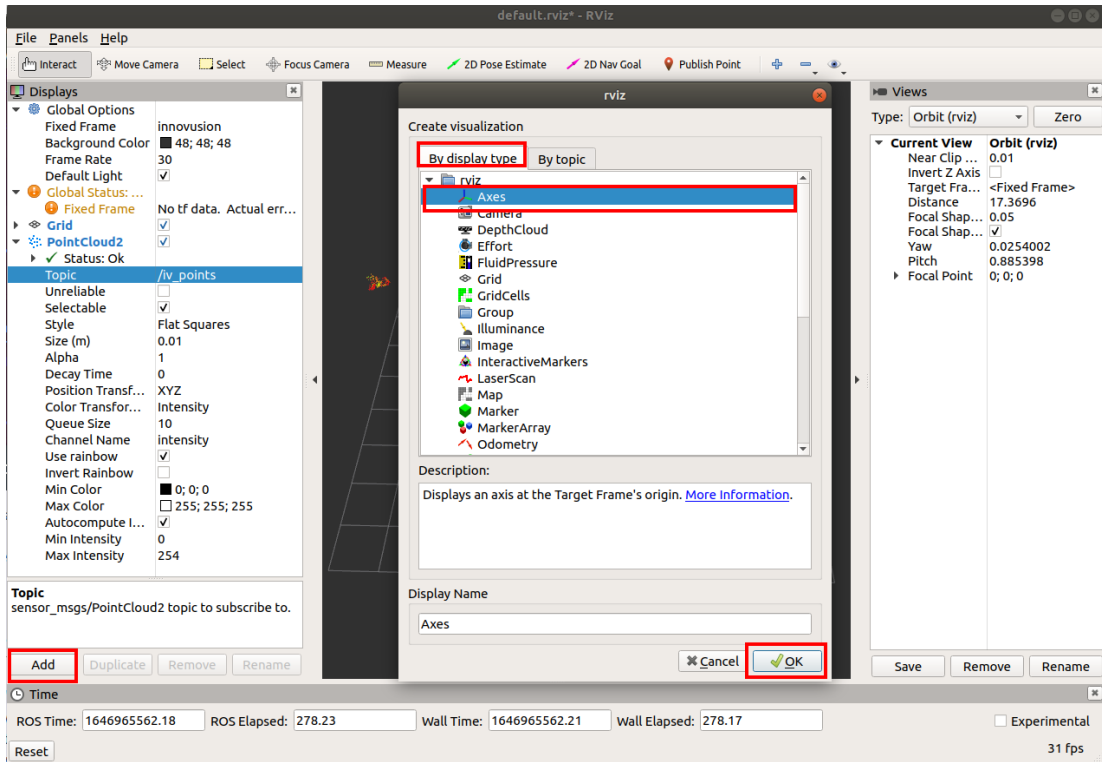 default.rviz* - RViz
File Panels Help
Interact Move Camera Select Focus Camera Measure 2D Pose Estimate 2D Nav Goal Publish Point
Displays
Global Options
Fixed Frame innovusion
Background Color 48; 48; 48
Frame Rate 30
Default Light
Global Status: ...
Fixed Frame No tf data. Actual err...
Grid
PointCloud2
Status: Ok
Topic /iv_points
Unreliable
Selectable
Style Flat Squares
Size (m) 0.01
Alpha 1
Decay Time 0
Position Transf... XYZ
Color Transfor... Intensity
Queue Size 10
Channel Name intensity
Use rainbow
Invert Rainbow
Min Color 0; 0; 0
Max Color 255; 255; 255
Autocompute I...
Min Intensity 0
Max Intensity 254
Topic
sensor_msgs/PointCloud2 topic to subscribe to.
Add Duplicate Remove Rename
rviz
Create visualization
By display type By topic
rviz
Axes
Camera
DepthCloud
Effort
FluidPressure
Grid
GridCells
Group
Illuminance
Image
InteractiveMarkers
LaserScan
Map
Marker
MarkerArray
Odometry
Description:
Displays an axis at the Target Frame's origin. More Information.
Display Name
Axes
Cancel OK
Views
Type: Orbit (rviz) Zero
Current View Orbit (rviz)
Near Clip ... 0.01
Invert Z Axis
Target Fra... <Fixed Frame>
Distance 17.3696
Focal Shap... 0.05
Focal Shap...
Yaw 0.0254002
Pitch 0.885398
Focal Point 0; 0; 0
Save Remove Rename
Time
ROS Time: 1646965562.18 ROS Elapsed: 278.23 Wall Time: 1646965562.21 Wall Elapsed: 278.17 Experimental
Reset 31 fps